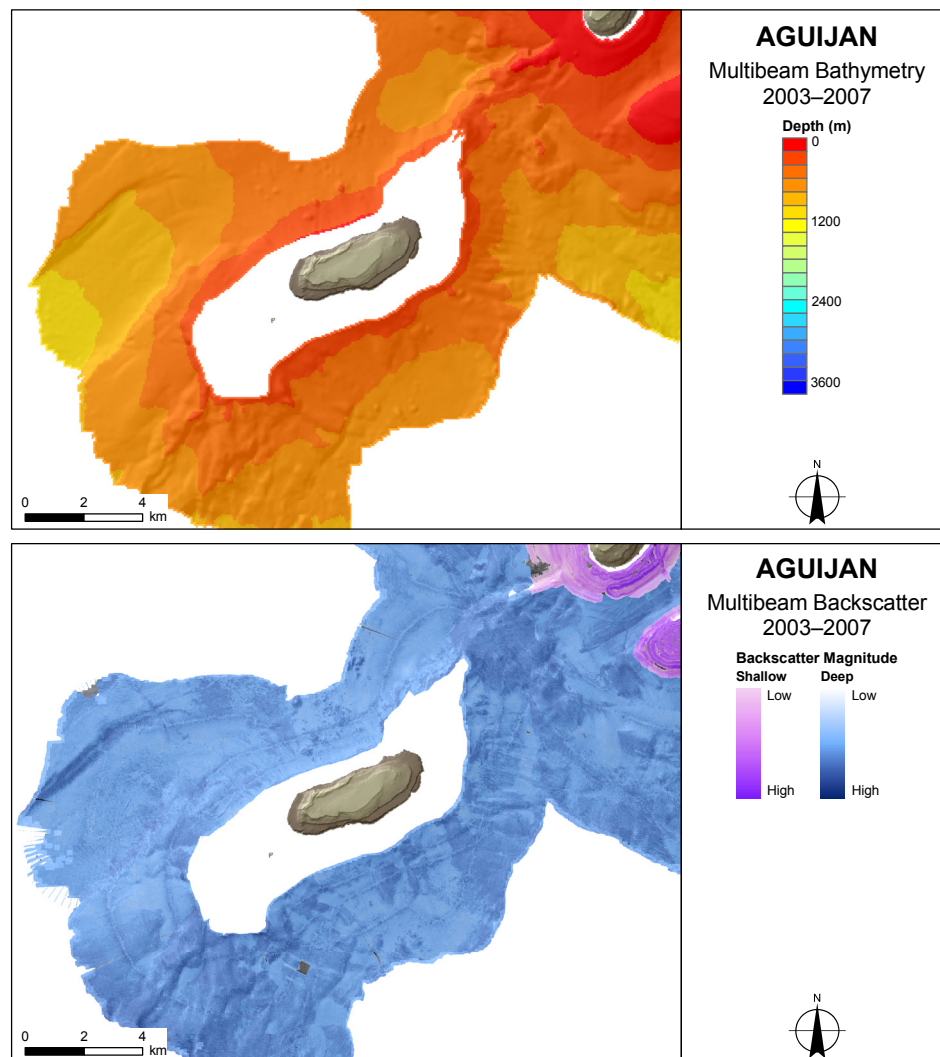 AGUIJAN
Multibeam Bathymetry
2003–2007
Depth (m)
0
1200
2400
3600
N
0 2 4
km
AGUIJAN
Multibeam Backscatter
2003–2007
Backscatter Magnitude
Shallow Deep
Low Low
High High
N
0 2 4
km